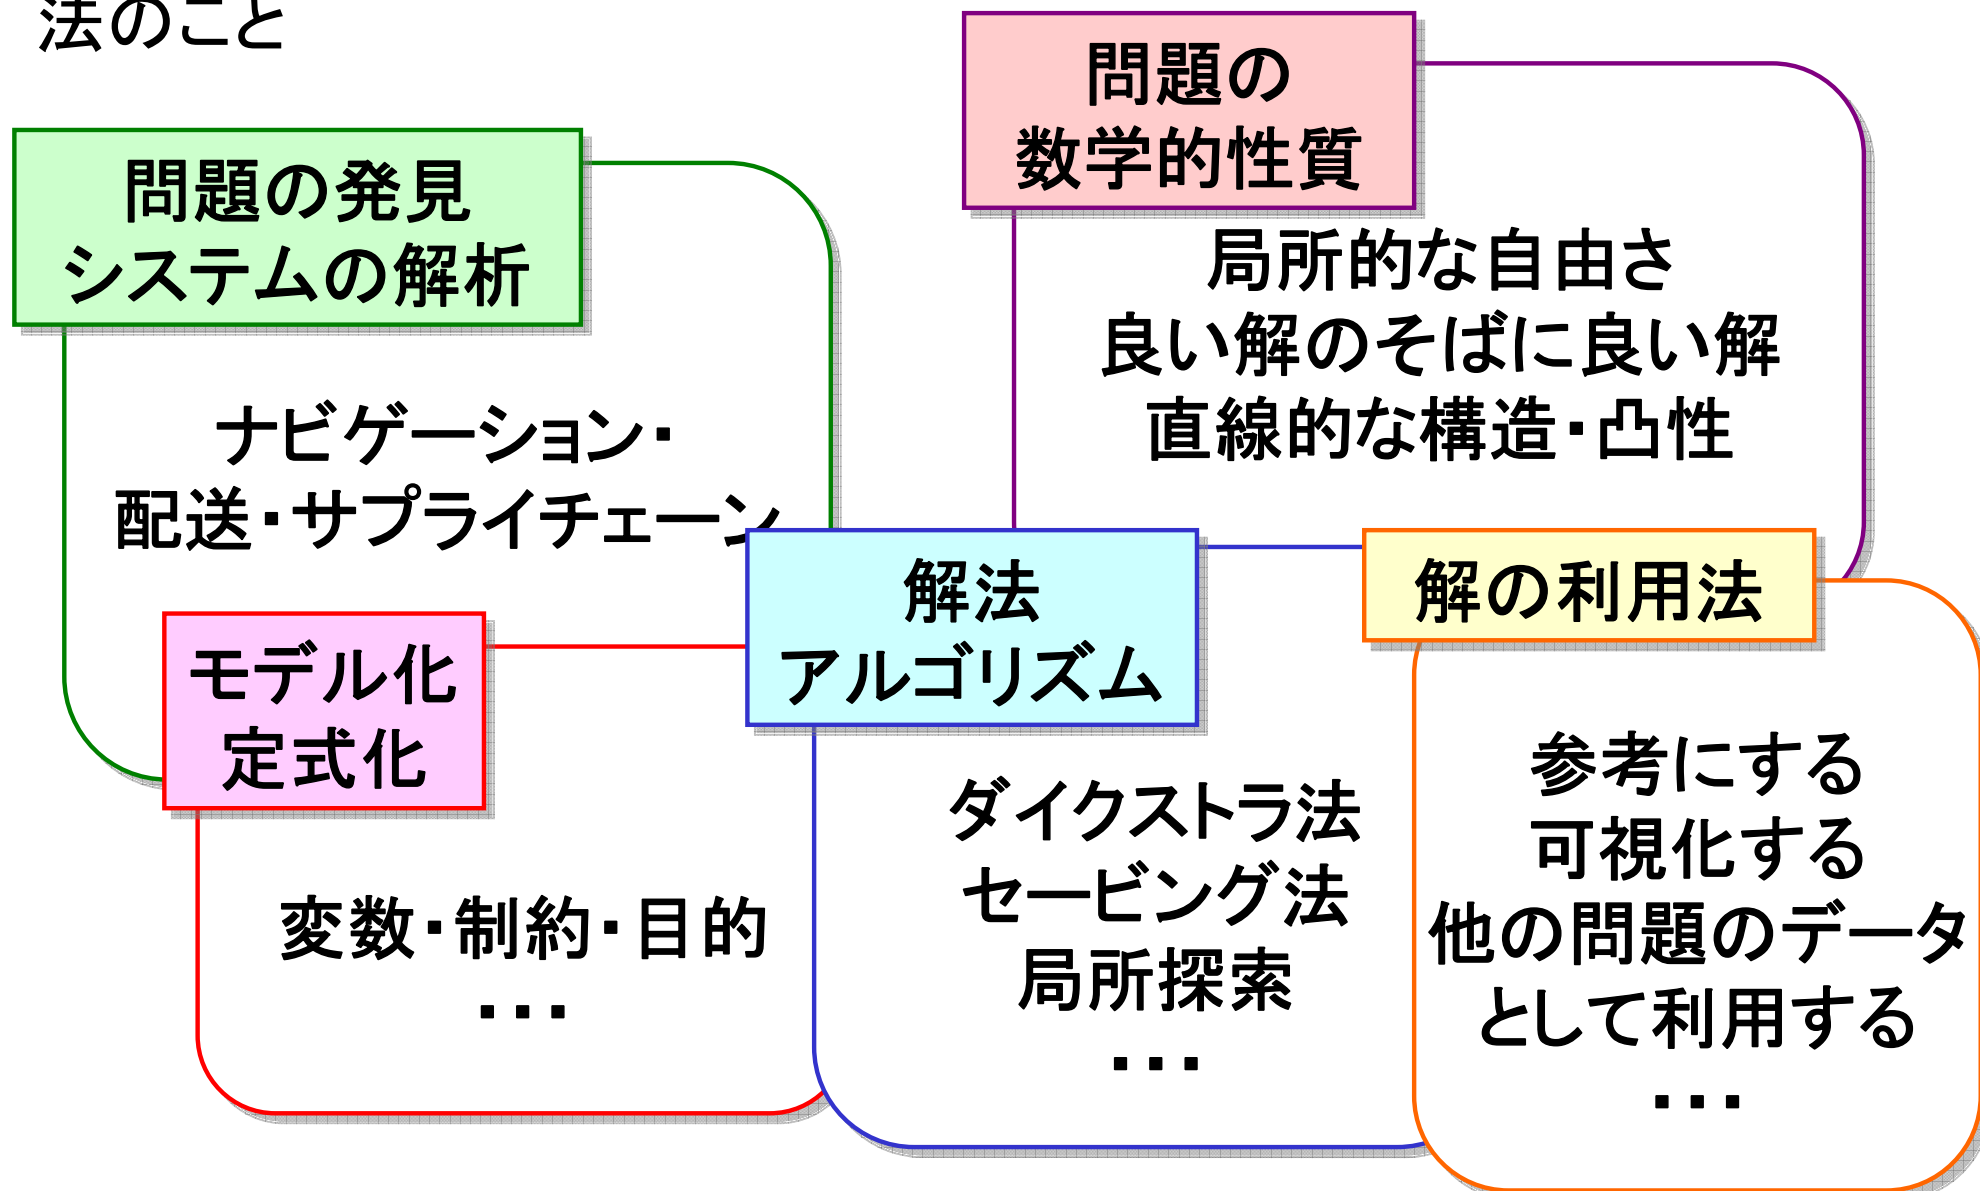 法のこと
問題の発見
システムの解析
ナビゲーション・
配送・サプライチェーン
モデル化
定式化
変数・制約・目的
・・・
問題の
数学的性質
局所的な自由さ
良い解のそばに良い解
直線的な構造・凸性
解法
アルゴリズム
ダイクストラ法
セービング法
局所探索
・・・
解の利用法
参考にする
可視化する
他の問題のデータ
として利用する
・・・